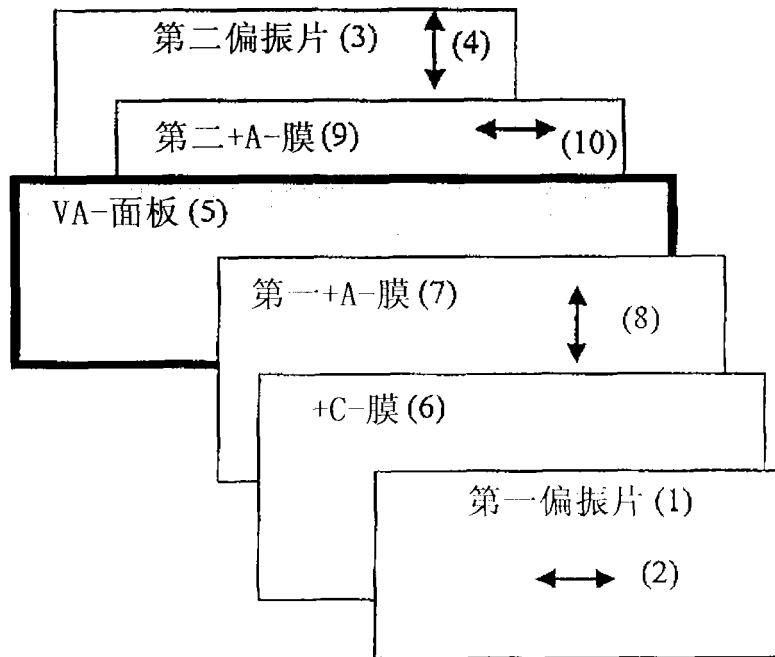 第二偏振片(3)
(4)
第二+A-膜(9)
(10)
VA-面板(5)
第一+A-膜(7)
(8)
+C-膜(6)
第一偏振片(1)
(2)